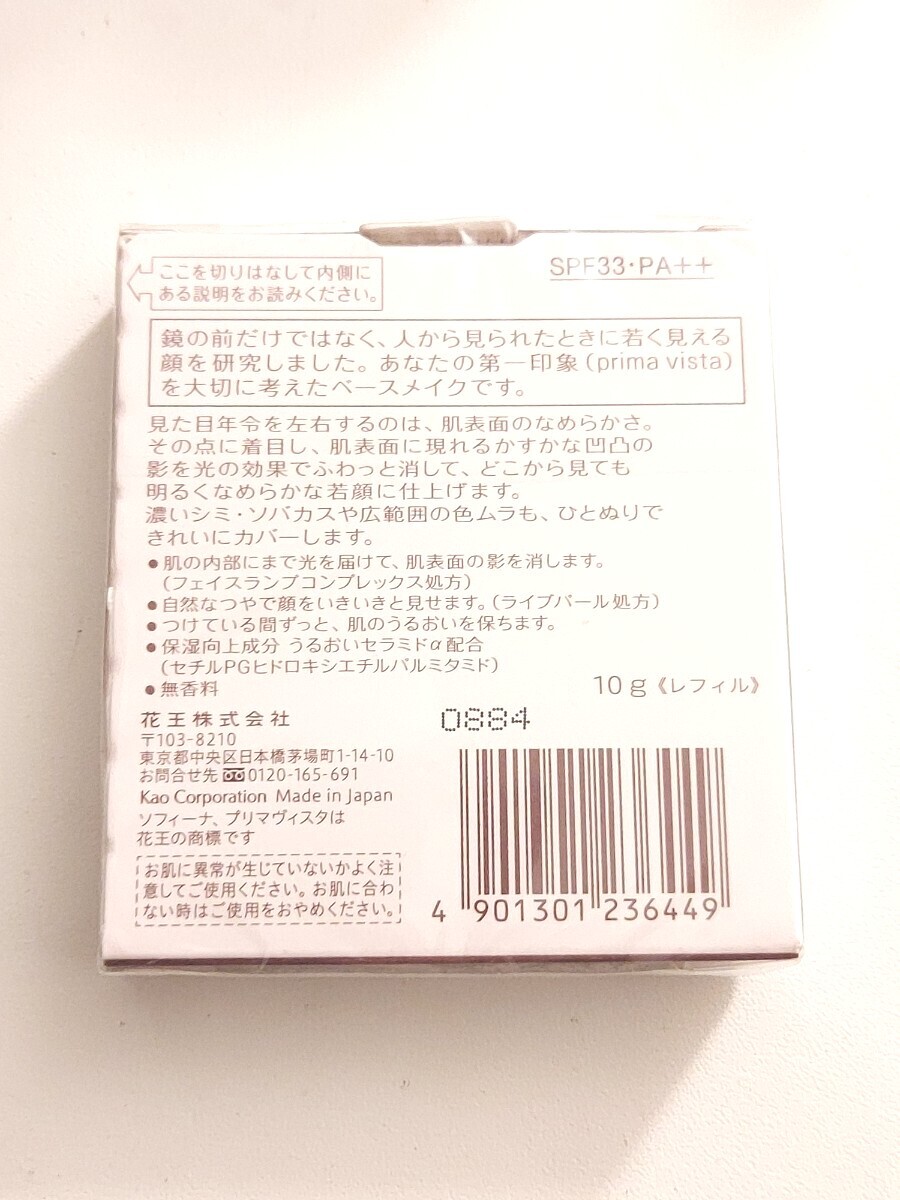 ここを切りはなして内側に
ある説明をお読みください。
SPF33・PA++
鏡の前だけではなく、人から見られたときに若く見える
顔を研究しました。あなたの第一印象(prima vista)
を大切に考えたベースメイクです。
見た目年令を左右するのは、肌表面のなめらかさ。
その点に着目し、肌表面に現れるかすかな凹凸の
影を光の効果でふわっと消して、どこから見ても
明るくなめらかな若顔に仕上げます。
濃いシミ・ソバカスや広範囲の色ムラも、ひとぬりで
きれいにカバーします。
●肌の内部にまで光を届けて、肌表面の影を消します。
(フェイスランプコンプレックス処方)
●自然なつやで顔をいきいきと見せます。(ライブパール処方)
●つけている間ずっと、肌のうるおいを保ちます。
●保湿向上成分 うるおいセラミドα配合
(セチルPGヒドロキシエチルパルミタミド)
●無香料
10g《レフィル》
花王株式会社
〒103-8210
東京都中央区日本橋茅場町1-14-10
お問合せ先 0120-165-691
Kao Corporation Made in Japan
ソフィーナ、プリマヴィスタは
花王の商標です
お肌に異常が生じていないかよく注
意してご使用ください。お肌に合わ
ない時はご使用をおやめください。
0884
4 901301 236449